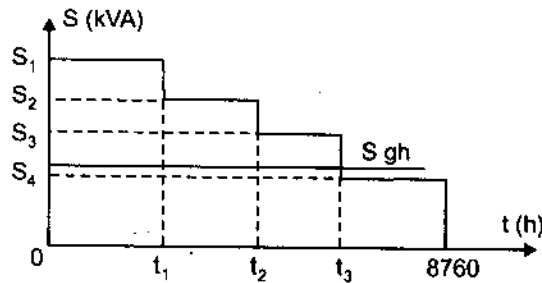 S (kVA)
S₁
S₂
S₃
S gh
S₄
t (h)
0
t₁
t₂
t₃
8760